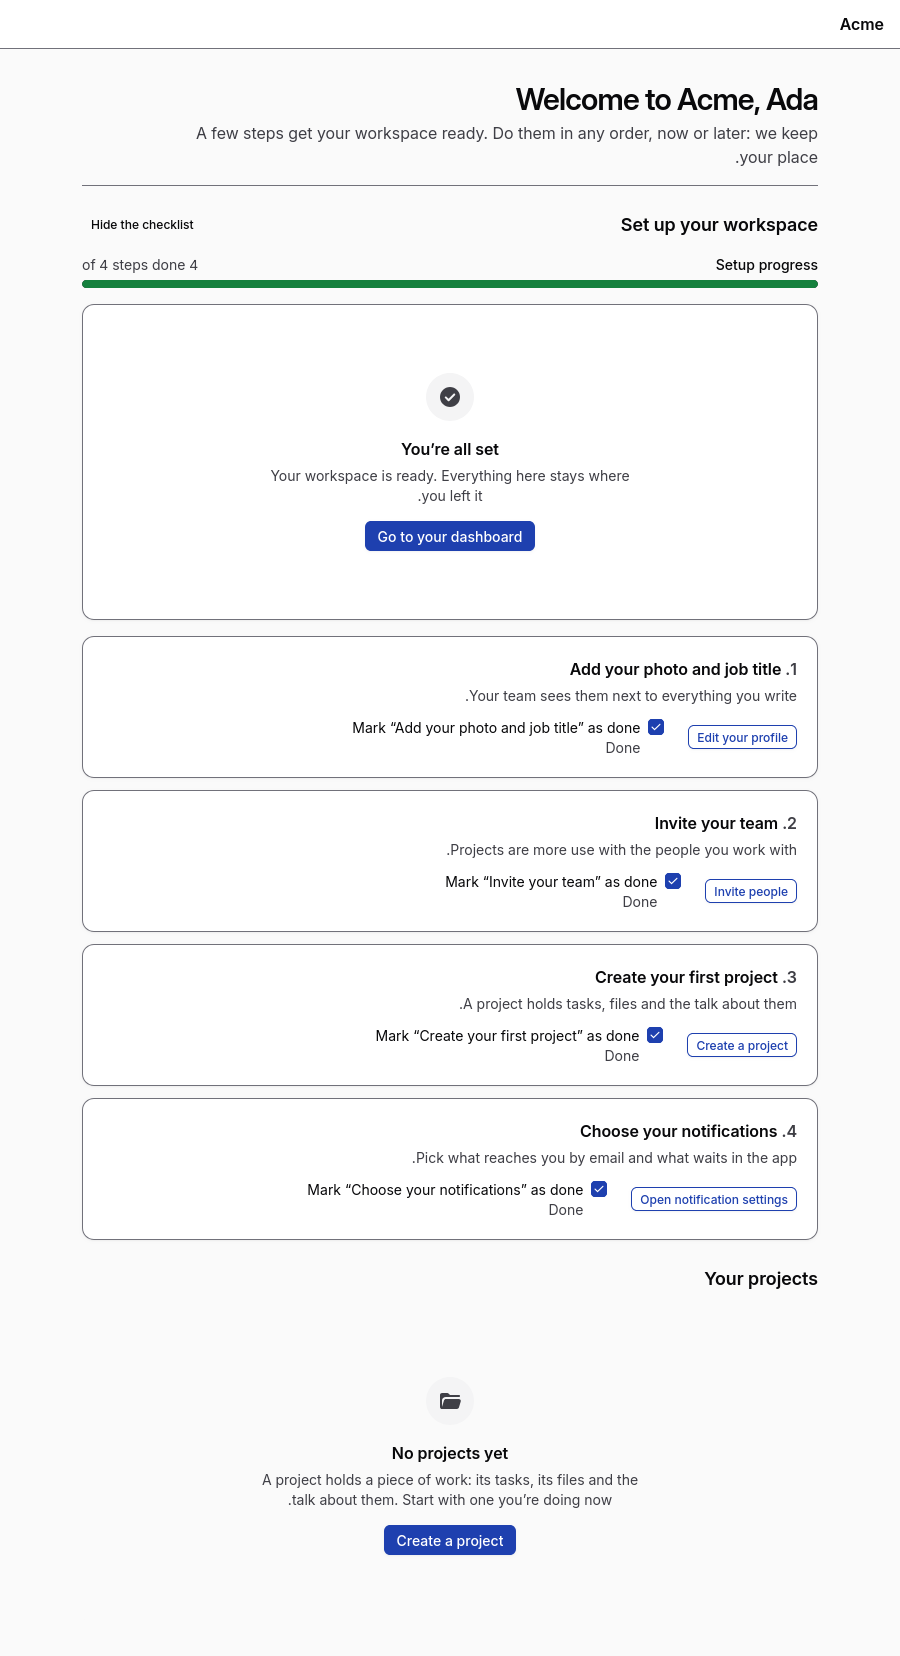 Acme
Welcome to Acme, Ada
A few steps get your workspace ready. Do them in any order, now or later: we keep
your place.
Set up your workspace
Hide the checklist
Setup progress
4 of 4 steps done
You’re all set
Your workspace is ready. Everything here stays where
you left it.
Go to your dashboard
1. Add your photo and job title
Your team sees them next to everything you write.
Edit your profile
Mark “Add your photo and job title” as done
Done
2. Invite your team
Projects are more use with the people you work with.
Invite people
Mark “Invite your team” as done
Done
3. Create your first project
A project holds tasks, files and the talk about them.
Create a project
Mark “Create your first project” as done
Done
4. Choose your notifications
Pick what reaches you by email and what waits in the app.
Open notification settings
Mark “Choose your notifications” as done
Done
Your projects
No projects yet
A project holds a piece of work: its tasks, its files and the
talk about them. Start with one you’re doing now.
Create a project